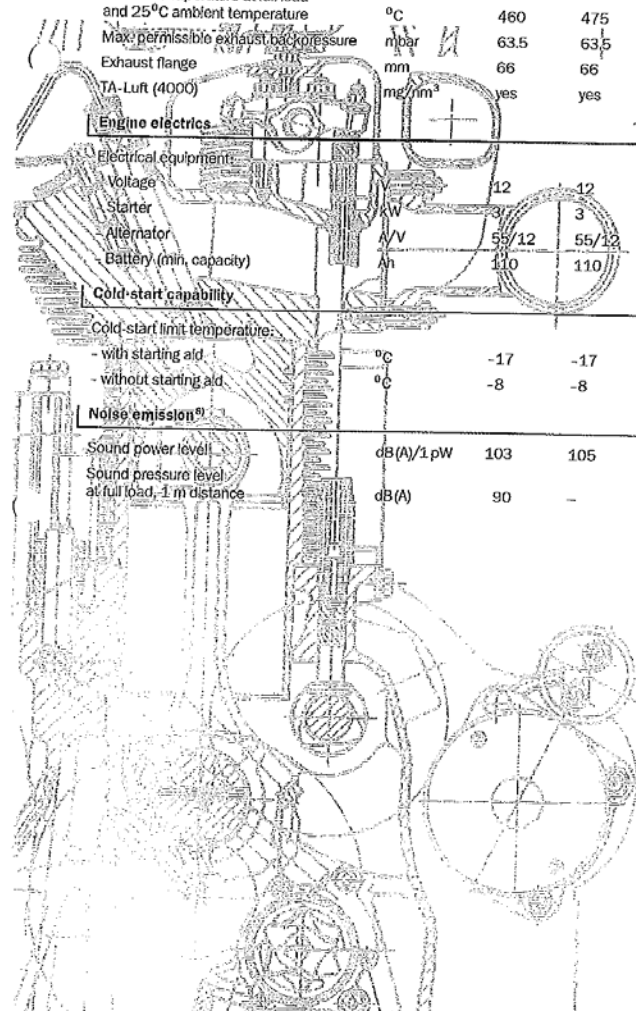 and 25°C ambient temperature °C 460 475
Max. permissible exhaust backpressure mbar 63.5 63,5
Exhaust flange mm 66 66
TA-Luft (4000) mg/nm³ yes yes
Engine electrics
Electrical equipment:
- Voltage V 12 12
- Starter kW 3 3
- Alternator A/V 55/12 55/12
- Battery (min. capacity) Ah 110 110
Cold-start capability
Cold-start limit temperature:
- with starting aid °C -17 -17
- without starting aid °C -8 -8
Noise emission⁸⁾
Sound power level dB(A)/1pW 103 105
Sound pressure level
at full load, 1 m distance dB(A) 90 –